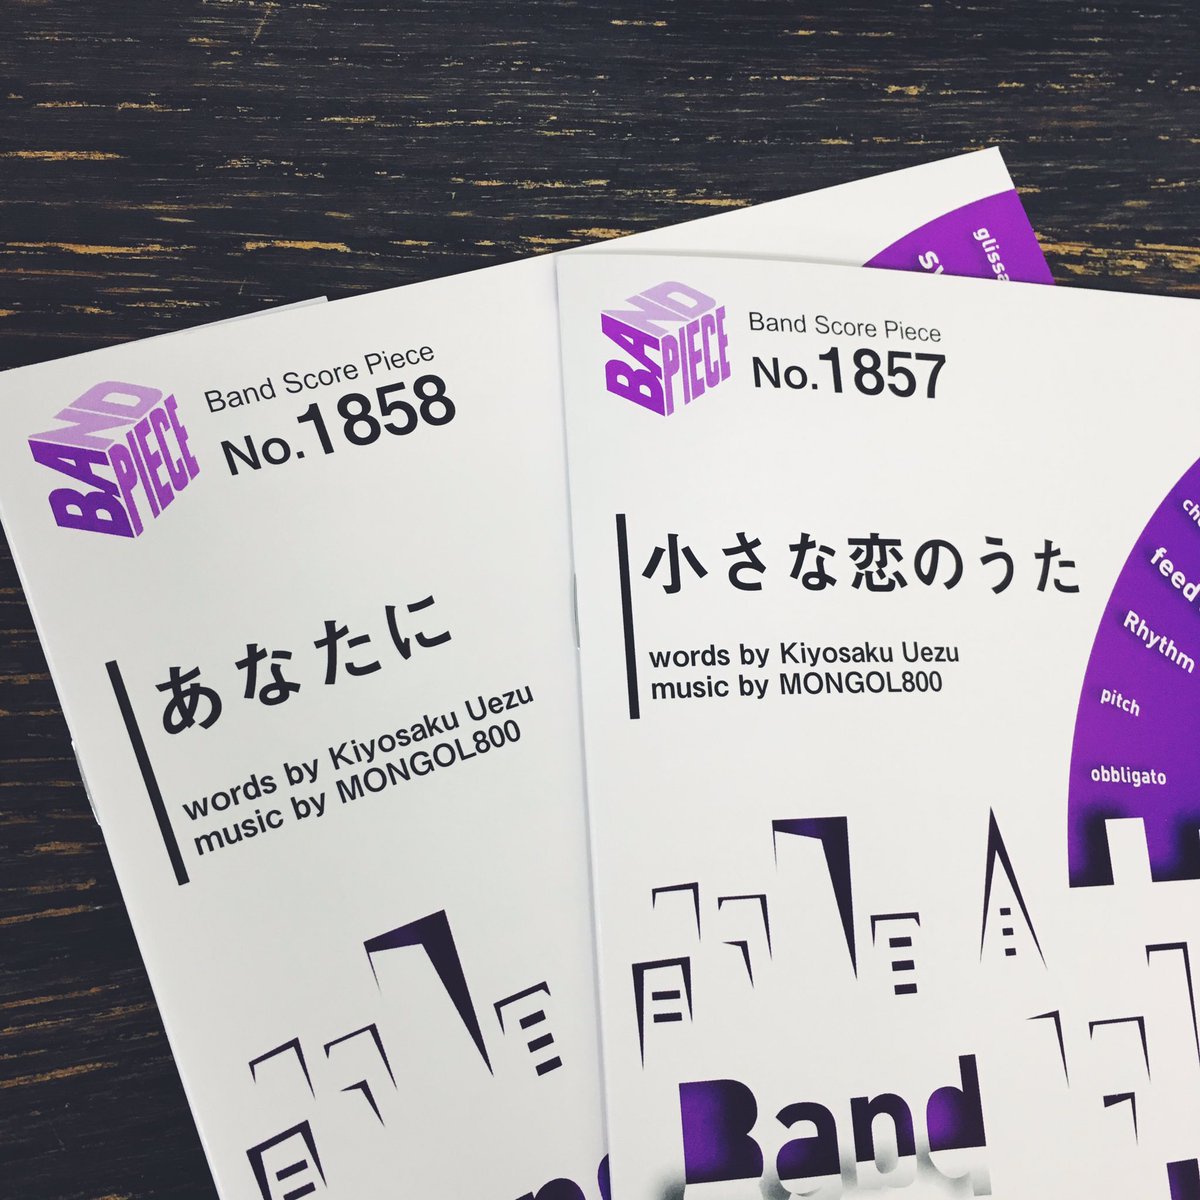 BAND PIECE
Band Score Piece
No.1858
あなたに
words by Kiyosaku Uezu
music by MONGOL800
BAND PIECE
Band Score Piece
No.1857
小さな恋のうた
words by Kiyosaku Uezu
music by MONGOL800
feed
Rhythm
pitch
obbligato
Band